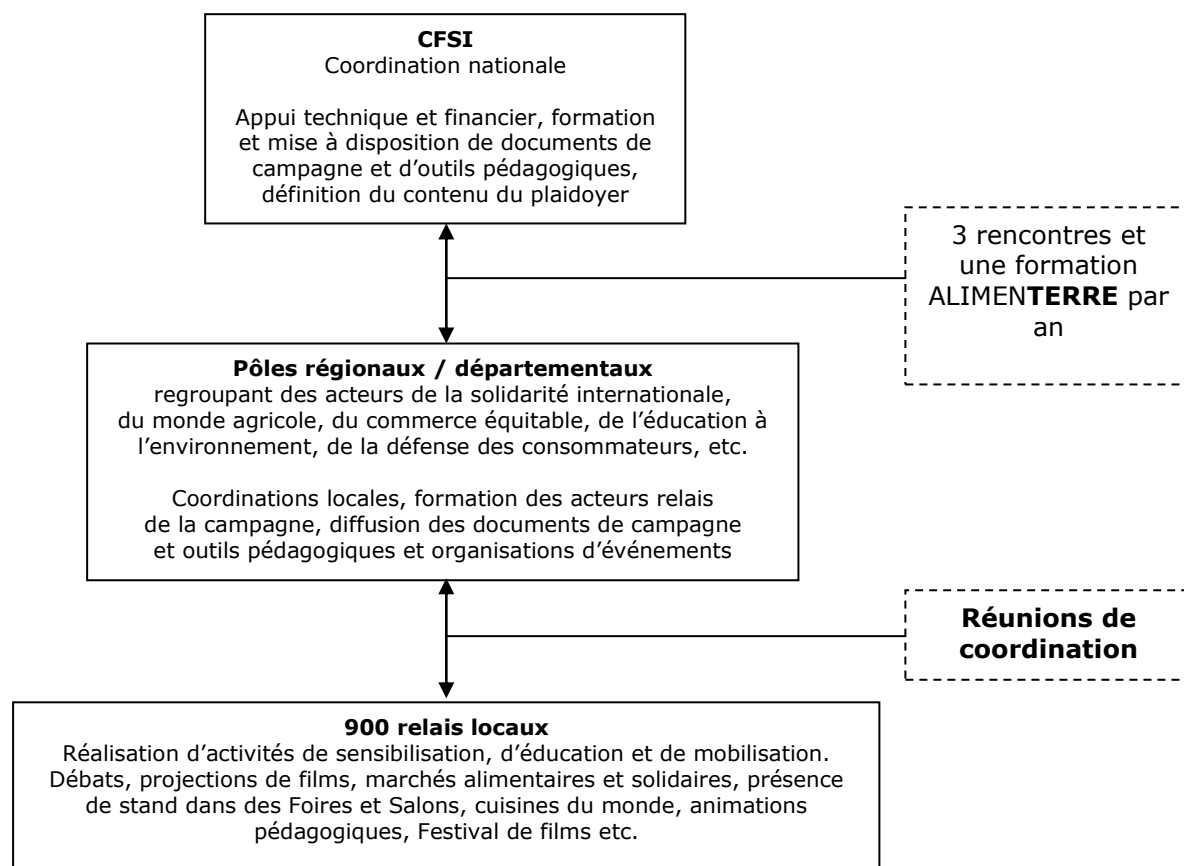 CFSI
Coordination nationale
Appui technique et financier, formation
et mise à disposition de documents de
campagne et d’outils pédagogiques,
définition du contenu du plaidoyer
3 rencontres et
une formation
ALIMENTERRE par
an
Pôles régionaux / départementaux
regroupant des acteurs de la solidarité internationale,
du monde agricole, du commerce équitable, de l’éducation à
l’environnement, de la défense des consommateurs, etc.
Coordinations locales, formation des acteurs relais
de la campagne, diffusion des documents de campagne
et outils pédagogiques et organisations d’événements
Réunions de
coordination
900 relais locaux
Réalisation d’activités de sensibilisation, d’éducation et de mobilisation.
Débats, projections de films, marchés alimentaires et solidaires, présence
de stand dans des Foires et Salons, cuisines du monde, animations
pédagogiques, Festival de films etc.